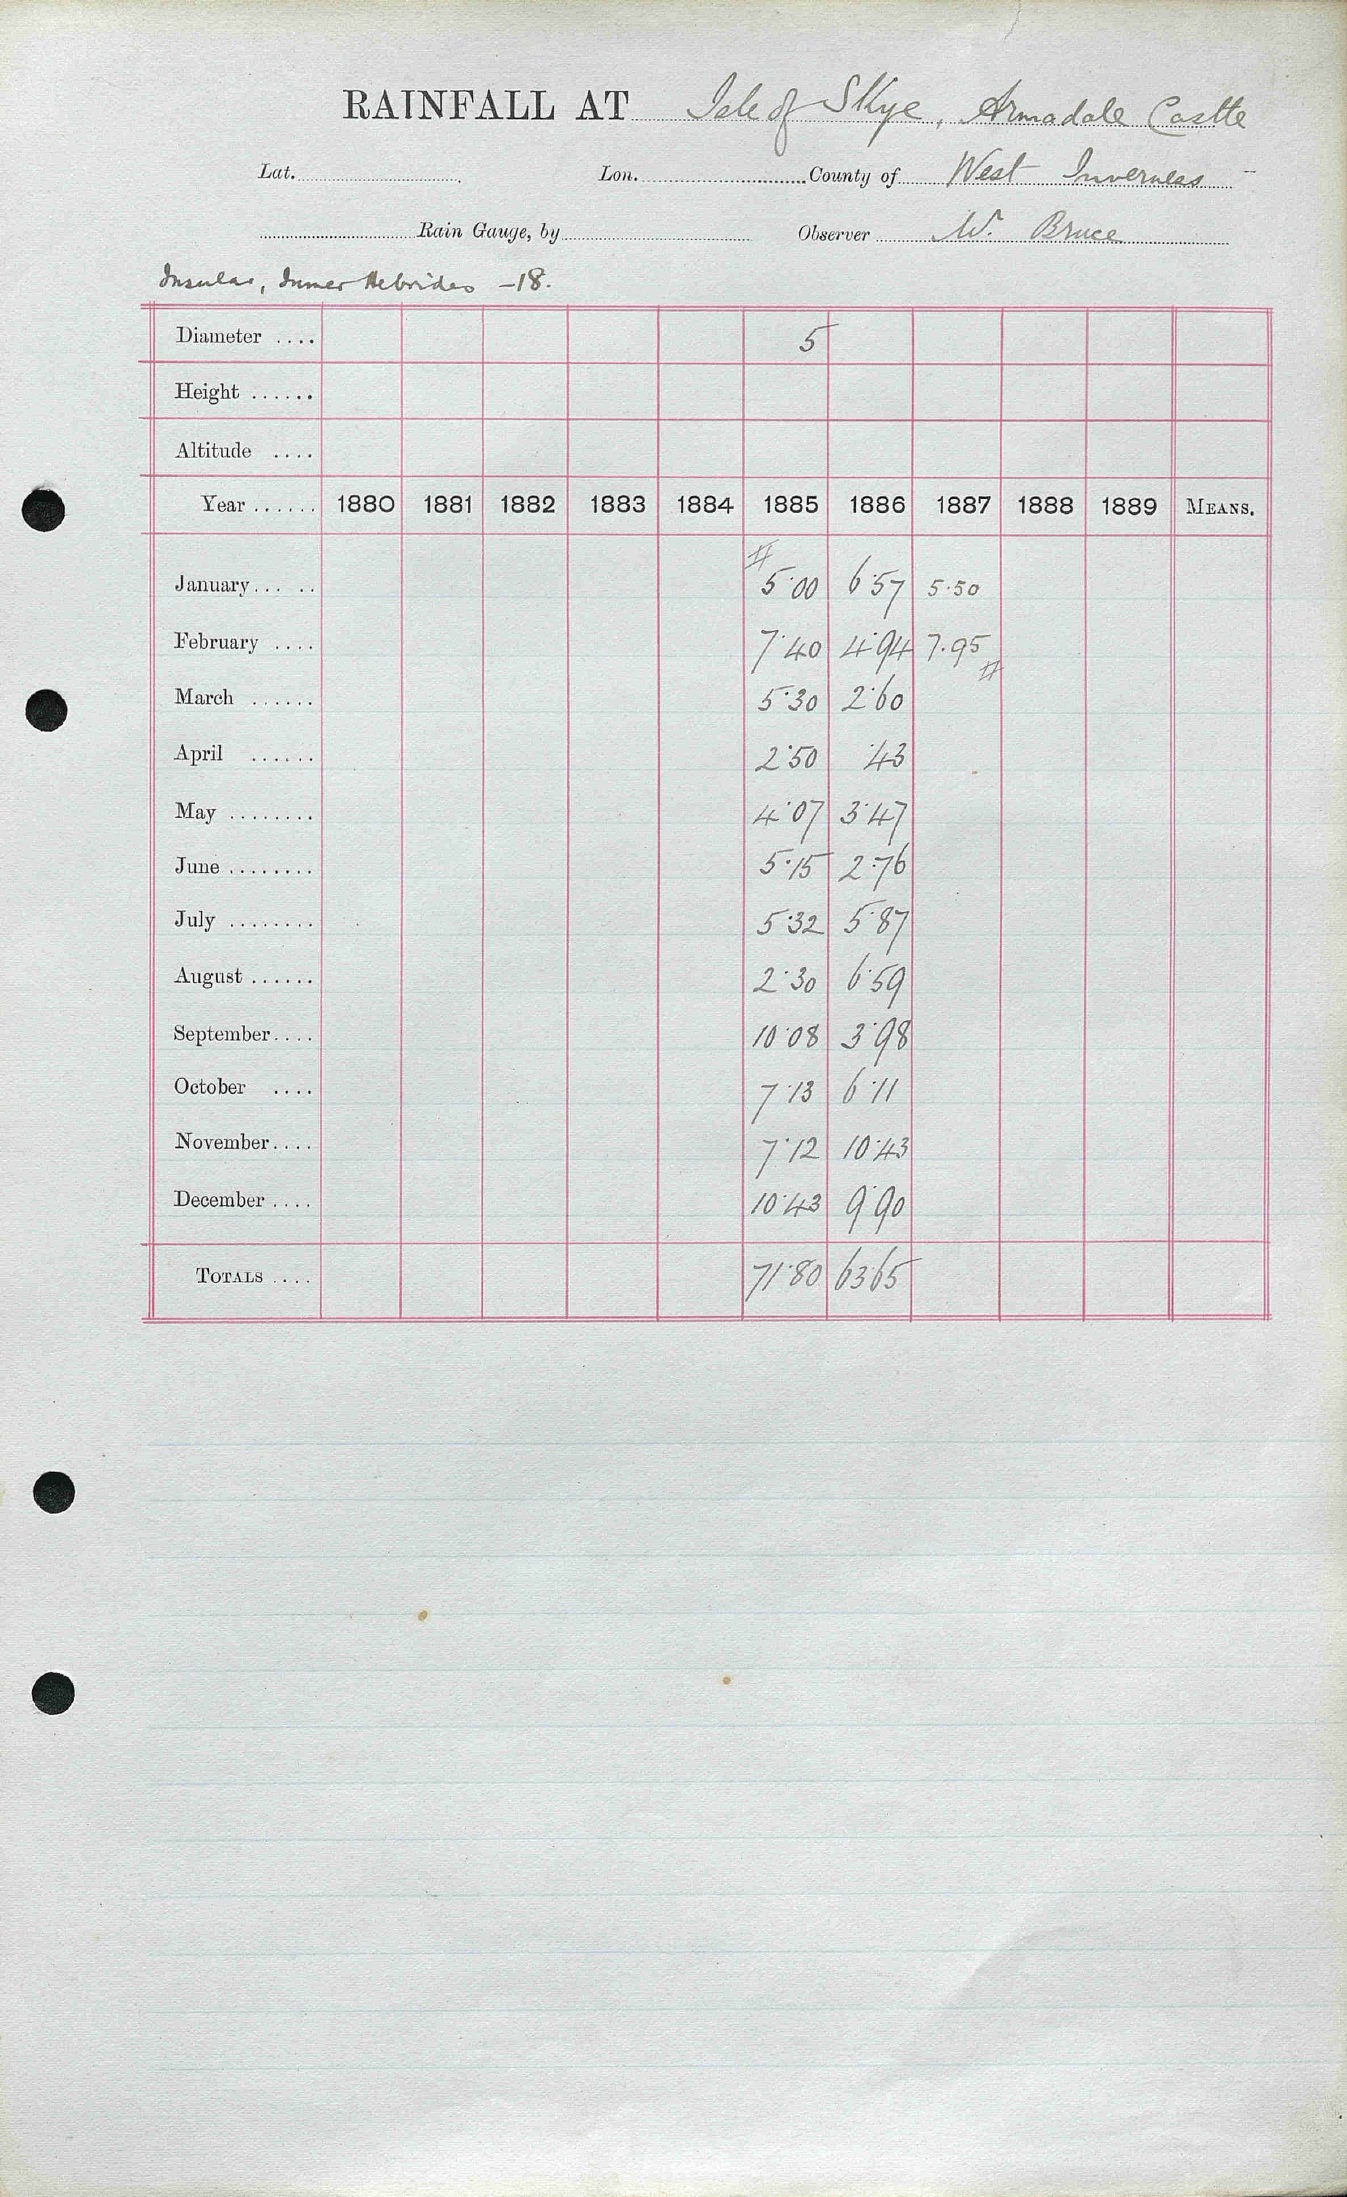 RAINFALL AT Isle of Skye, Armadale Castle
Lat. Lon. County of West Inverness
Rain Gauge, by Observer W. Bruce
Insular, Inner Hebrides -18.
Diameter .... 5
Height ......
Altitude ....
Year ...... 1880 1881 1882 1883 1884 1885 1886 1887 1888 1889 MEANS.
#
January... .. 5·00 6·57 5·50
February .... 7·40 4·94 7.95
#
March ...... 5·30 2·60
April ...... 2·50 ·43
May ........ 4·07 3·47
June ........ 5·15 2·76
July ........ 5·32 5·87
August ...... 2·30 6·59
September.... 10·08 3·98
October .... 7·13 6·11
November.... 7·12 10·43
December .... 10·43 9·90
TOTALS .... 71·80 63·65